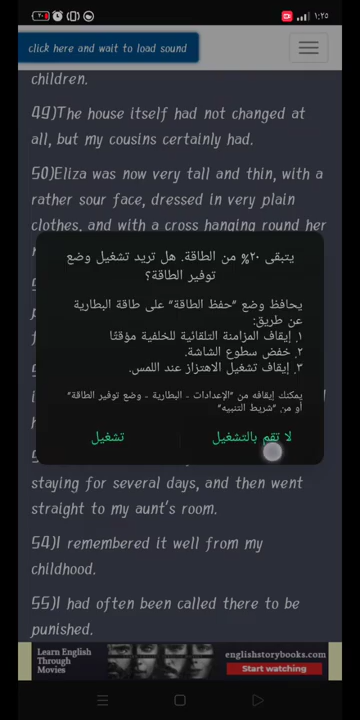 ١:٢٥
٢٠
click here and wait to load sound
children.
49)The house itself had not changed at
all, but my cousins certainly had.
50)Eliza was now very tall and thin, with a
rather sour face, dressed in very plain
clothes, and with a cross hanging round her
يتبقى ٢٠% من الطاقة. هل تريد تشغيل وضع
توفير الطاقة؟
يحافظ وضع "حفظ الطاقة" على طاقة البطارية
عن طريق:
١. إيقاف المزامنة التلقائية للخلفية مؤقتًا
٢. خفض سطوع الشاشة.
٣. إيقاف تشغيل الاهتزاز عند اللمس.
يمكنك إيقافه من "الإعدادات - البطارية - وضع توفير الطاقة"
أو من "شريط التنبيه"
لا تقم بالتشغيل
تشغيل
staying for several days, and then went
straight to my aunt's room.
54)I remembered it well from my
childhood.
55)I had often been called there to be
punished.
Learn English
Through
Movies
englishstorybooks.com
Start watching